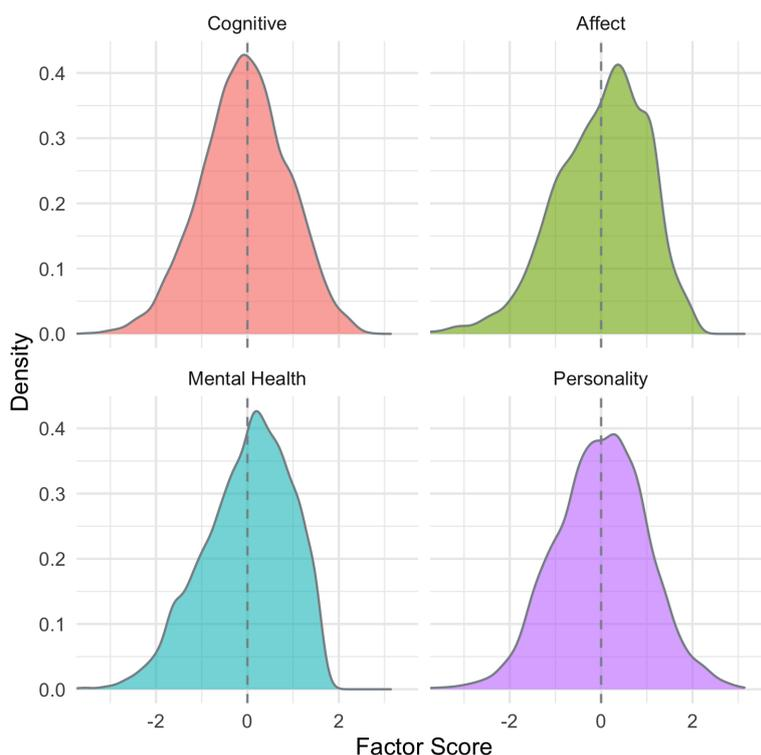 Cognitive
Affect
0.4
0.3
0.2
0.1
0.0
Mental Health
Personality
0.4
0.3
0.2
0.1
0.0
-2 0 2
-2 0 2
Density
Factor Score